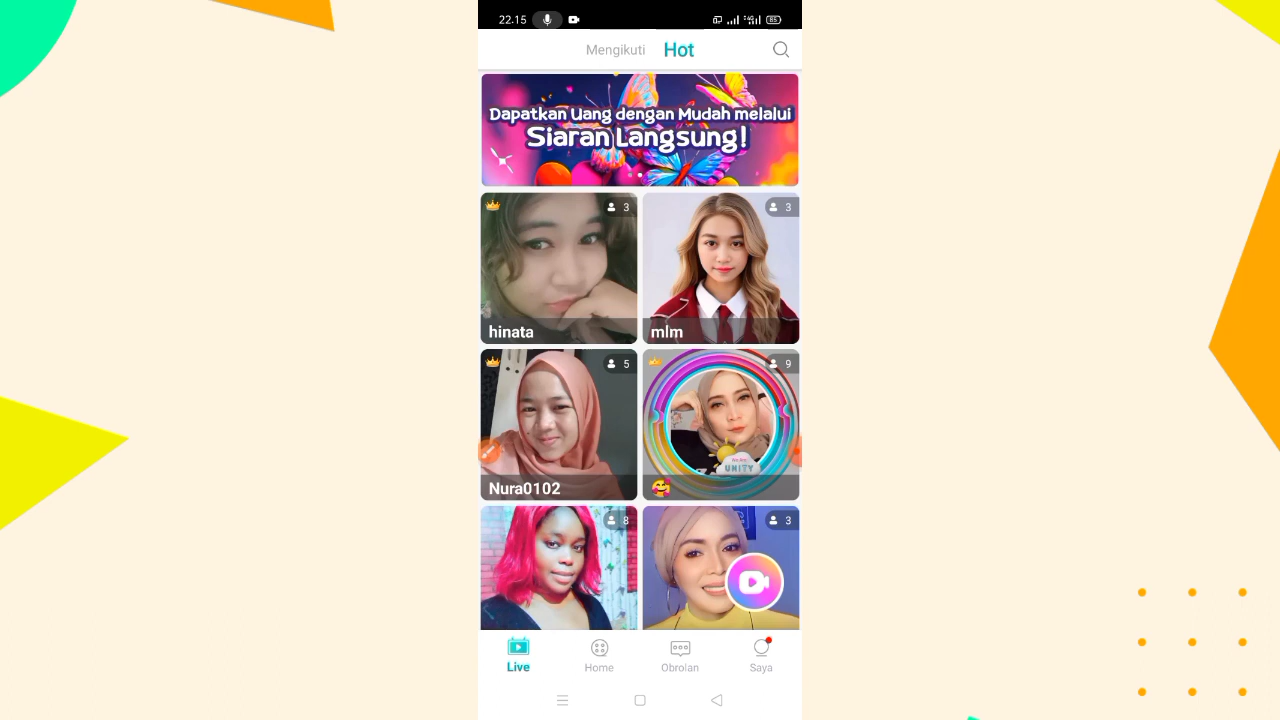 22.15
Mengikuti Hot
Dapatkan Uang dengan Mudah melalui
Siaran Langsung!
3
3
hinata
mlm
5
9
UNITY
Nura0102
8
3
Live
Home
Obrolan
Saya